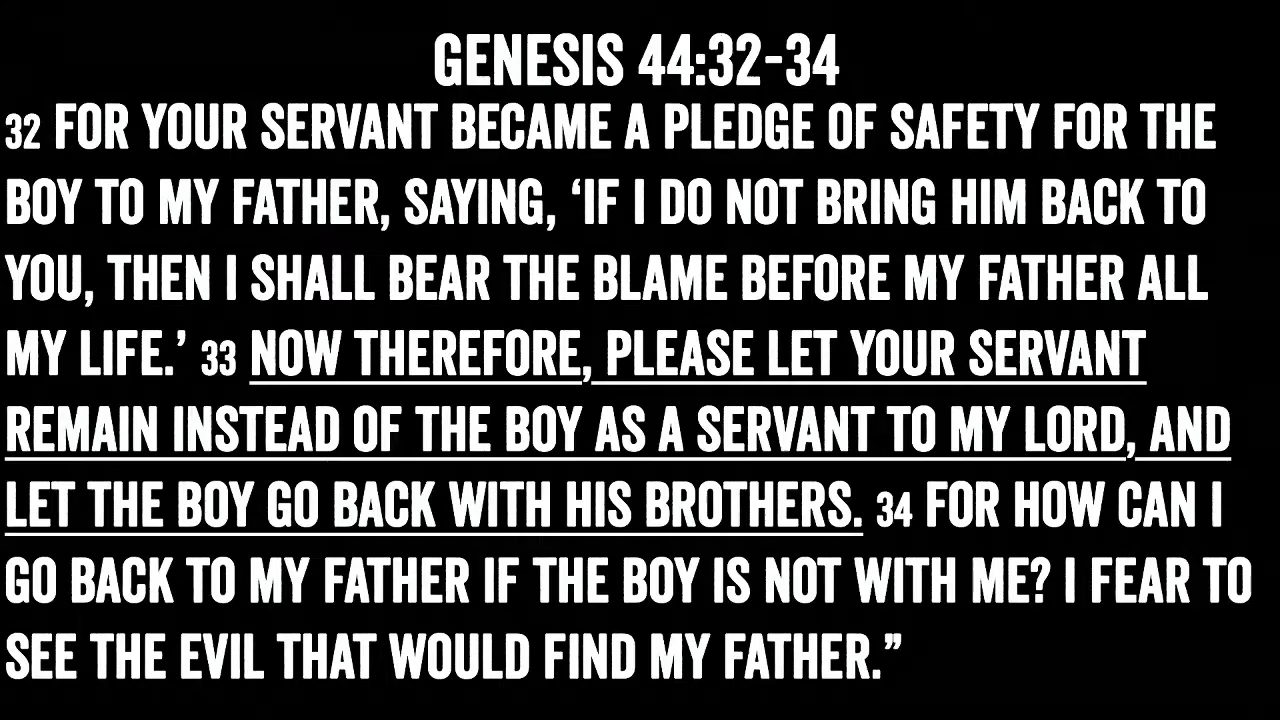 GENESIS 44:32-34
32 FOR YOUR SERVANT BECAME A PLEDGE OF SAFETY FOR THE
BOY TO MY FATHER, SAYING, ‘IF I DO NOT BRING HIM BACK TO
YOU, THEN I SHALL BEAR THE BLAME BEFORE MY FATHER ALL
MY LIFE.’ 33 NOW THEREFORE, PLEASE LET YOUR SERVANT
REMAIN INSTEAD OF THE BOY AS A SERVANT TO MY LORD, AND
LET THE BOY GO BACK WITH HIS BROTHERS. 34 FOR HOW CAN I
GO BACK TO MY FATHER IF THE BOY IS NOT WITH ME? I FEAR TO
SEE THE EVIL THAT WOULD FIND MY FATHER.”